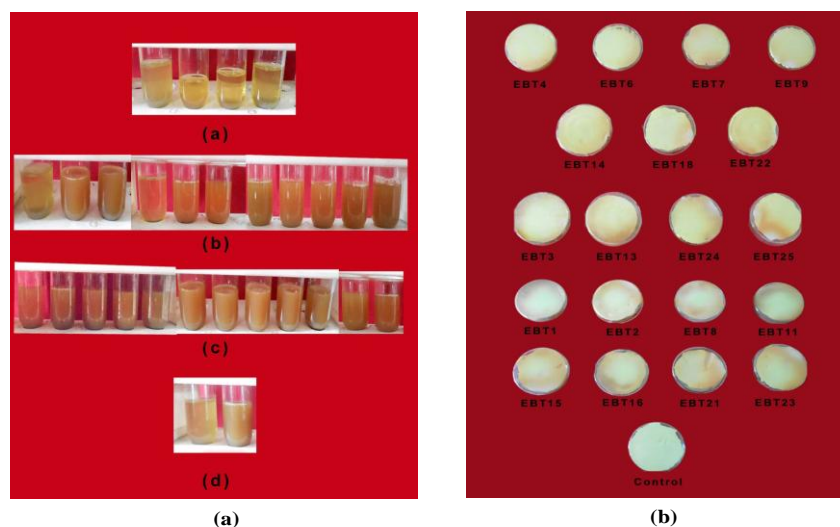 (a)
(b)
(c)
(d)
(a)
EBT4 EBT6 EBT7 EBT9
EBT14 EBT18 EBT22
EBT3 EBT13 EBT24 EBT25
EBT1 EBT2 EBT8 EBT11
EBT15 EBT16 EBT21 EBT23
Control
(b)